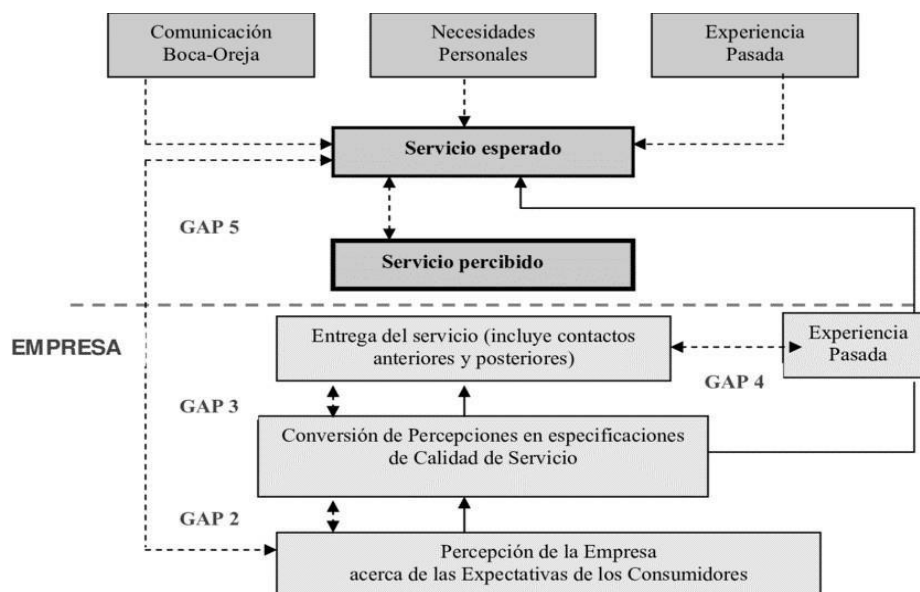 Comunicación
Boca-Oreja
Necesidades
Personales
Experiencia
Pasada
Servicio esperado
GAP 5
Servicio percibido
EMPRESA
Entrega del servicio (incluye contactos
anteriores y posteriores)
Experiencia
Pasada
GAP 4
GAP 3
Conversión de Percepciones en especificaciones
de Calidad de Servicio
GAP 2
Percepción de la Empresa
acerca de las Expectativas de los Consumidores